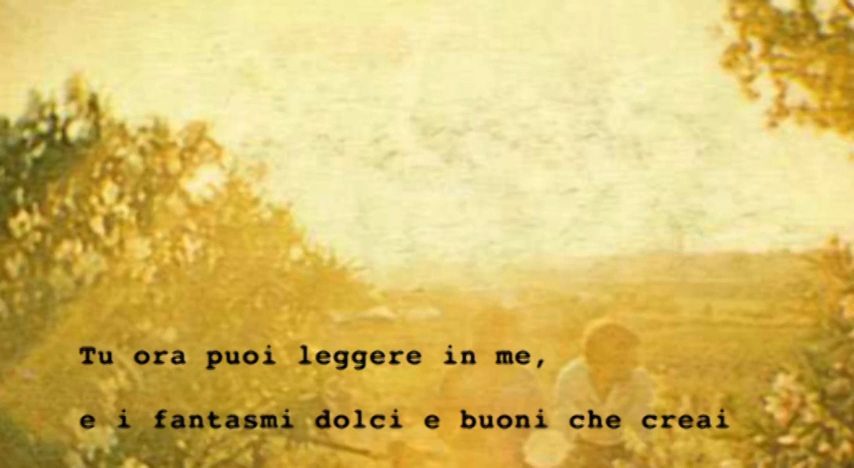 Tu ora puoi leggere in me,
e i fantasmi dolci e buoni che creai